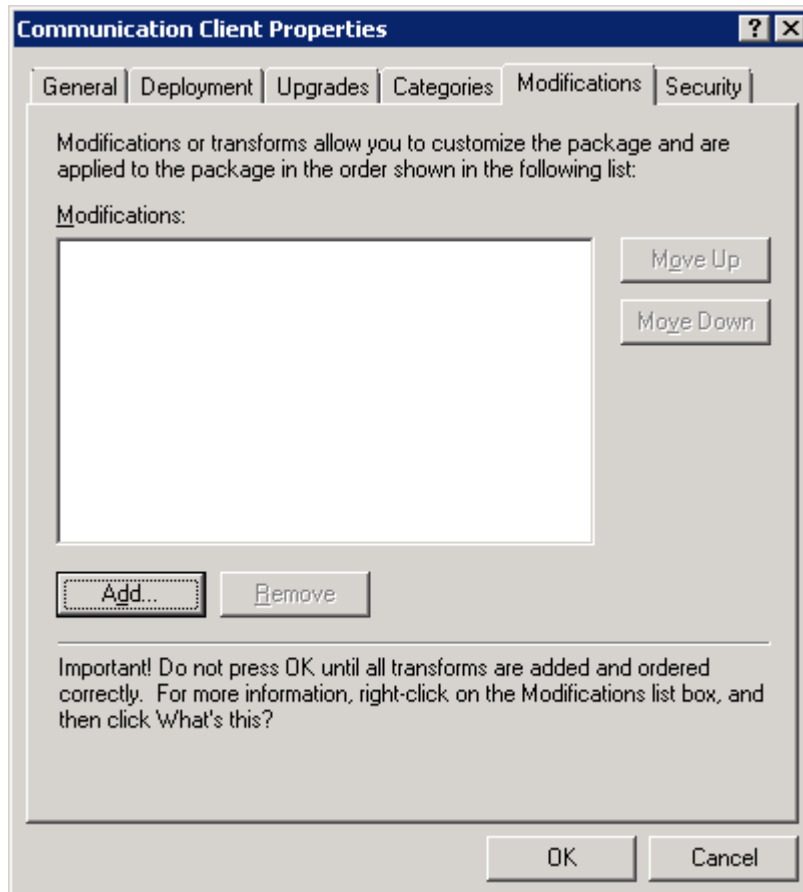 Communication Client Properties
General Deployment Upgrades Categories Modifications Security
Modifications or transforms allow you to customize the package and are
applied to the package in the order shown in the following list:
Modifications:
Move Up
Move Down
Add... Remove
Important! Do not press OK until all transforms are added and ordered
correctly. For more information, right-click on the Modifications list box, and
then click What's this?
OK Cancel